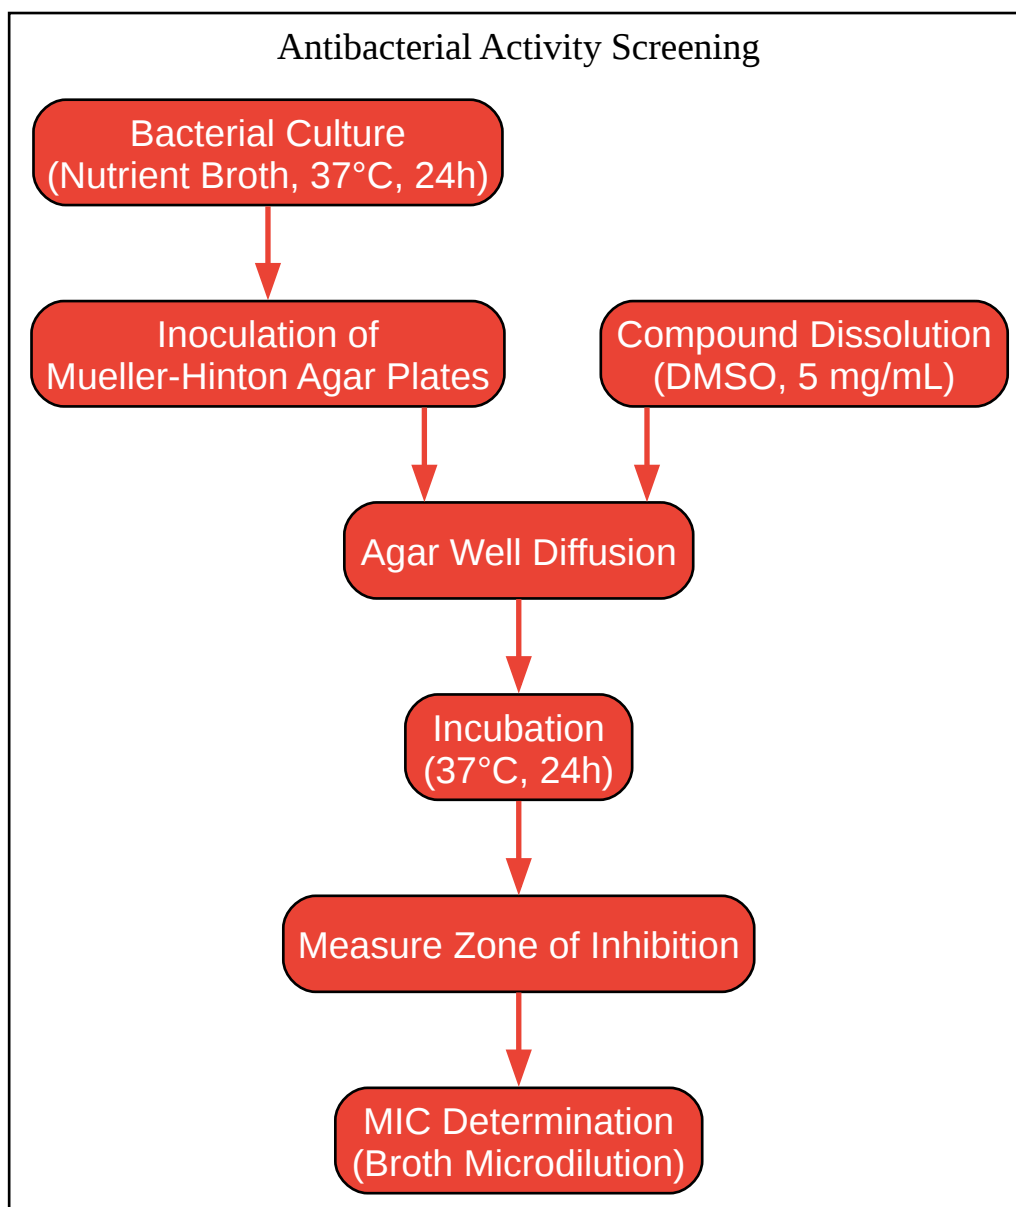 Antibacterial Activity Screening
Bacterial Culture
(Nutrient Broth, 37°C, 24h)
Inoculation of
Mueller-Hinton Agar Plates
Compound Dissolution
(DMSO, 5 mg/mL)
Agar Well Diffusion
Incubation
(37°C, 24h)
Measure Zone of Inhibition
MIC Determination
(Broth Microdilution)